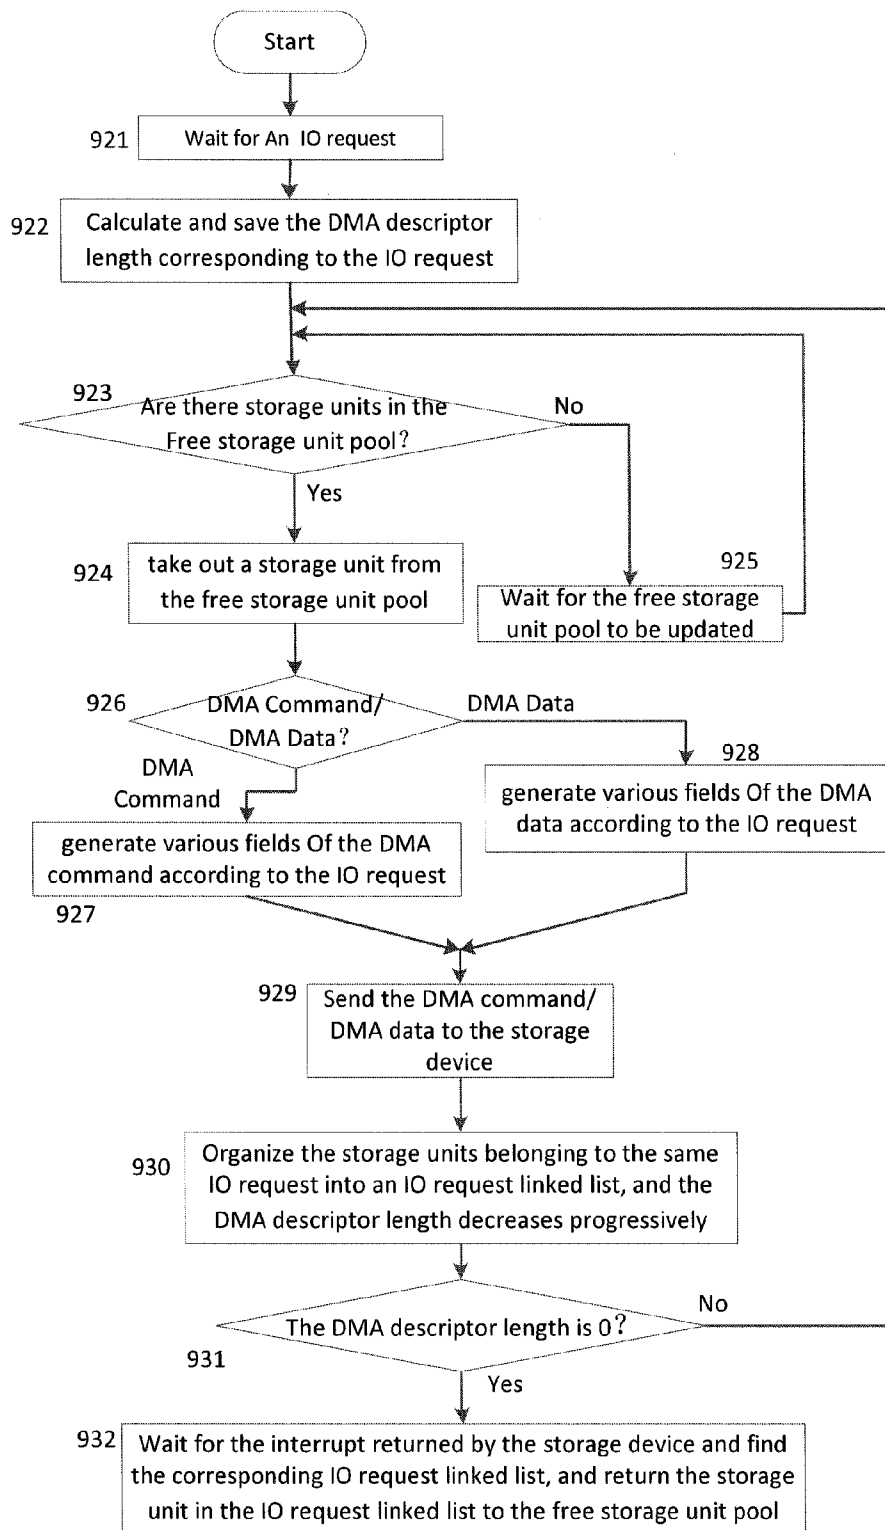 Start
921
Wait for An IO request
922
Calculate and save the DMA descriptor
length corresponding to the IO request
923
Are there storage units in the
Free storage unit pool?
No
Yes
924
take out a storage unit from
the free storage unit pool
925
Wait for the free storage
unit pool to be updated
926
DMA Command/
DMA Data?
DMA Data
DMA
Command
928
generate various fields Of the DMA
data according to the IO request
generate various fields Of the DMA
command according to the IO request
927
929
Send the DMA command/
DMA data to the storage
device
930
Organize the storage units belonging to the same
IO request into an IO request linked list, and the
DMA descriptor length decreases progressively
The DMA descriptor length is 0?
No
931
Yes
932
Wait for the interrupt returned by the storage device and find
the corresponding IO request linked list, and return the storage
unit in the IO request linked list to the free storage unit pool